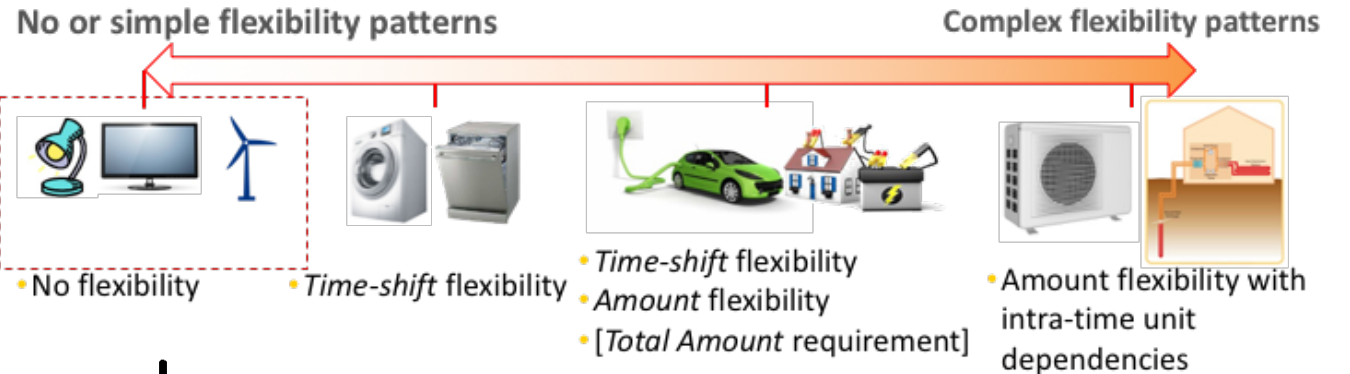 No or simple flexibility patterns
Complex flexibility patterns
•No flexibility
•Time-shift flexibility
•Time-shift flexibility
•Amount flexibility
•[Total Amount requirement]
•Amount flexibility with
intra-time unit
dependencies